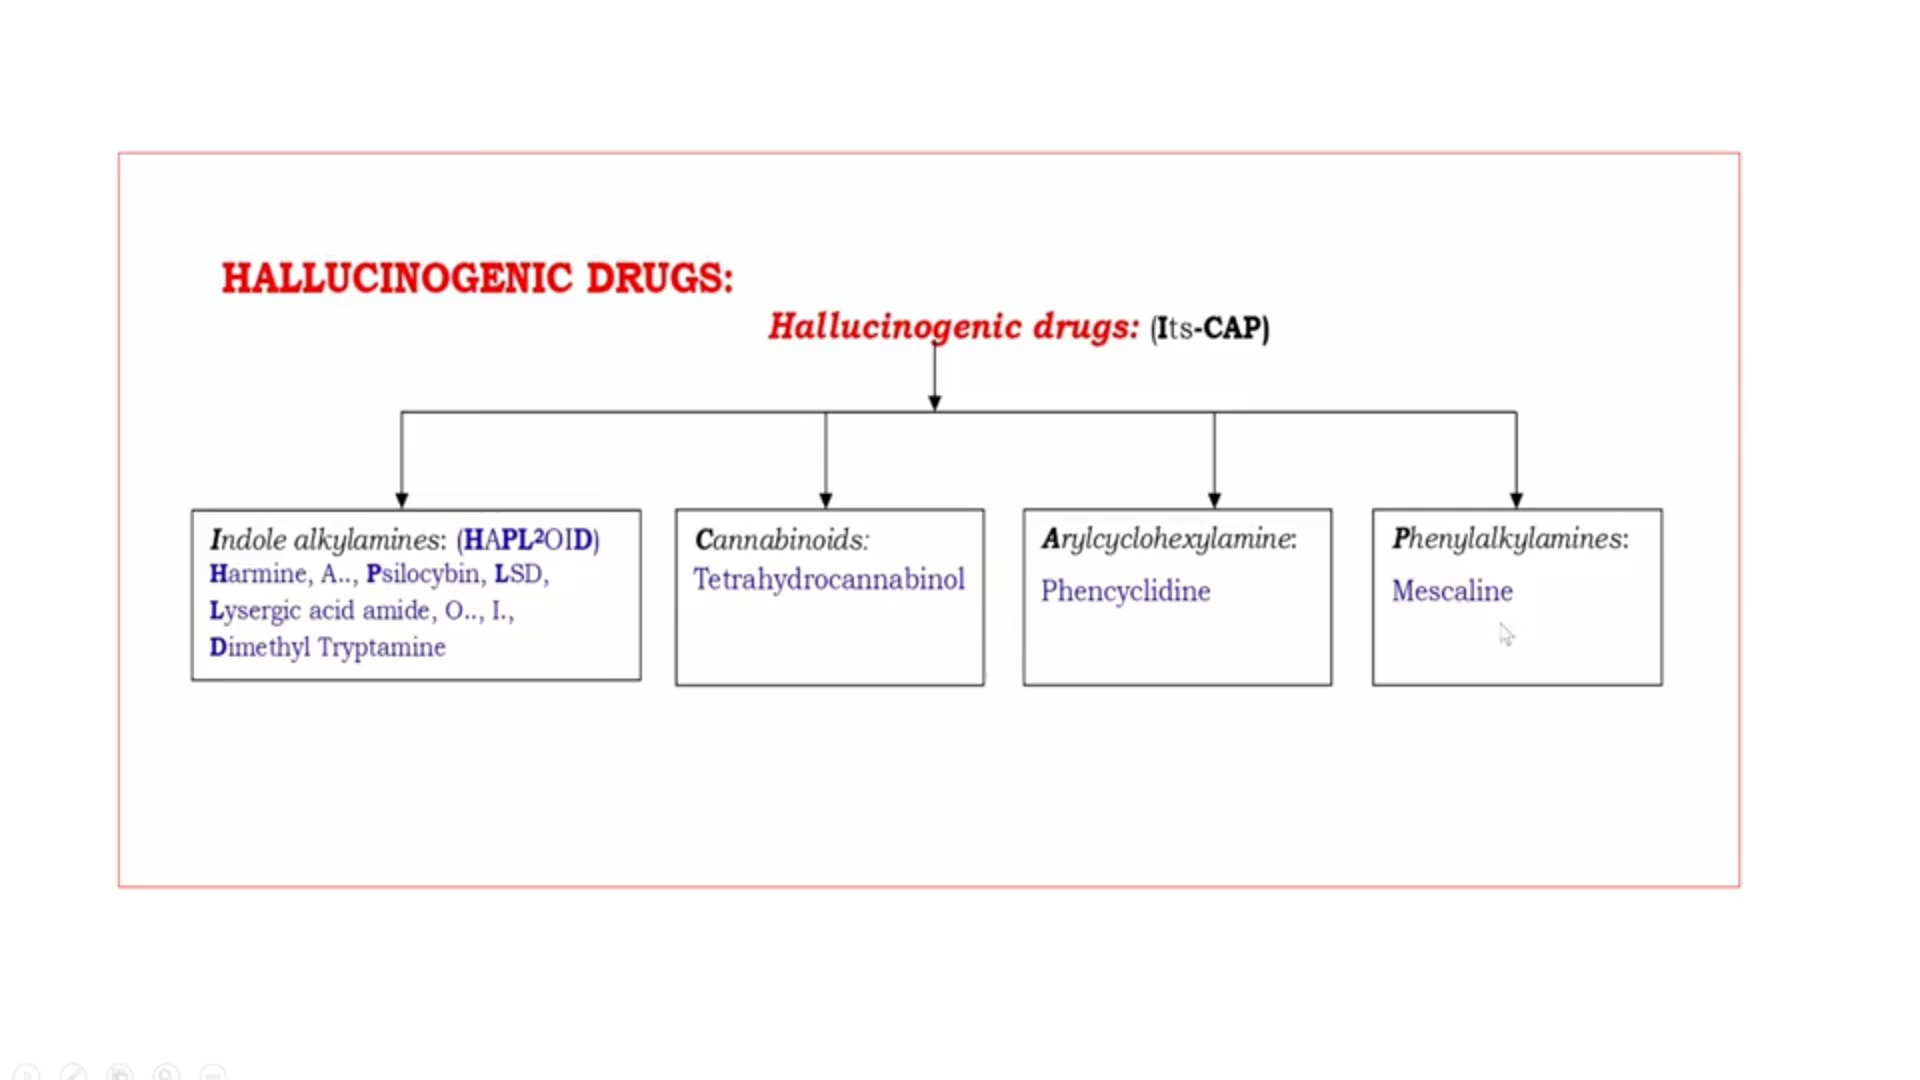 HALLUCINOGENIC DRUGS:
Hallucinogenic drugs: (Its-CAP)
Indole alkylamines: (HAPL²OID)
Harmine, A.., Psilocybin, LSD,
Lysergic acid amide, O.., I.,
Dimethyl Tryptamine
Cannabinoids:
Tetrahydrocannabinol
Arylcyclohexylamine:
Phencyclidine
Phenylalkylamines:
Mescaline